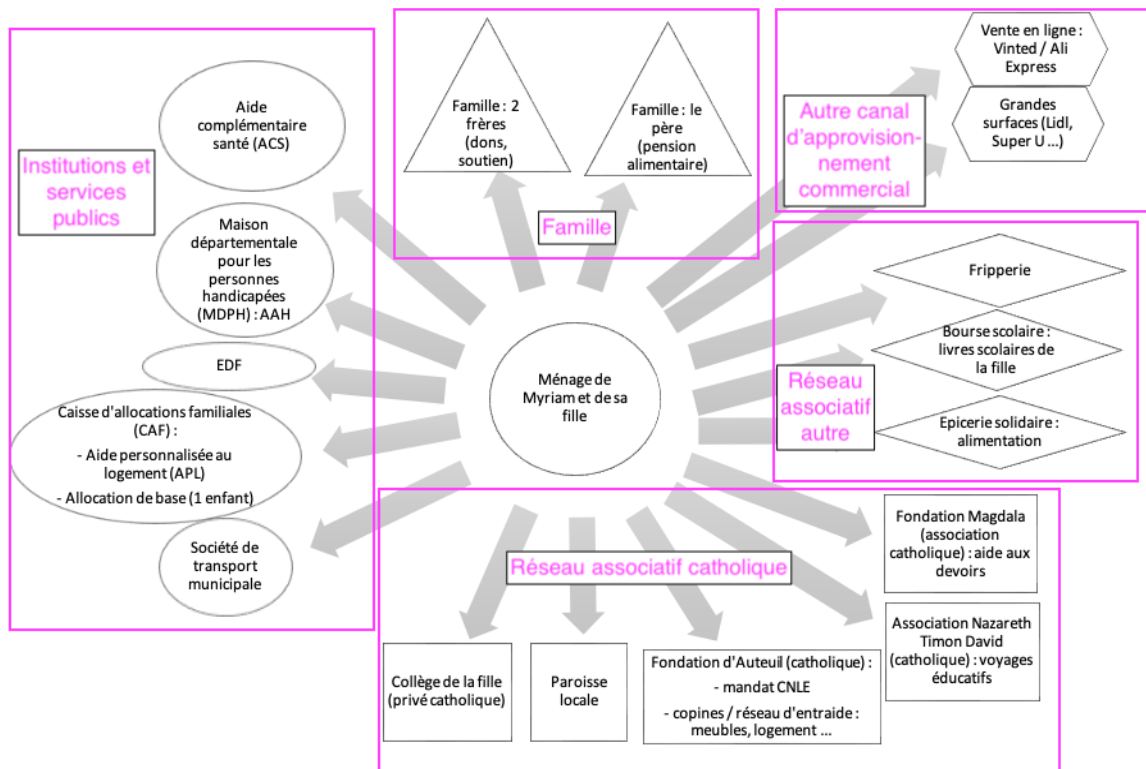 Institutions et
services
publics
Aide
complémentaire
santé (ACS)
Maison
départementale
pour les
personnes
handicapées
(MDPH) : AAH
EDF
Caisse d'allocations familiales
(CAF) :
- Aide personnalisée au
logement (APL)
- Allocation de base (1 enfant)
Société de
transport
municipale
Famille : 2
frères
(dons,
soutien)
Famille : le
père
(pension
alimentaire)
Famille
Autre canal
d'approvision-
nement
commercial
Vente en ligne :
Vinted / Ali
Express
Grandes
surfaces (Lidl,
Super U ...)
Ménage de
Myriam et de sa
fille
Réseau
associatif
autre
Fripperie
Bourse scolaire :
livres scolaires de
la fille
Epicerie solidaire :
alimentation
Réseau associatif catholique
Collège de la fille
(privé catholique)
Paroisse
locale
Fondation d'Auteuil (catholique) :
- mandat CNLE
- copines / réseau d'entraide :
meubles, logement ...
Fondation Magdala
(association
catholique) : aide aux
devoirs
Association Nazareth
Timon David
(catholique) : voyages
éducatifs